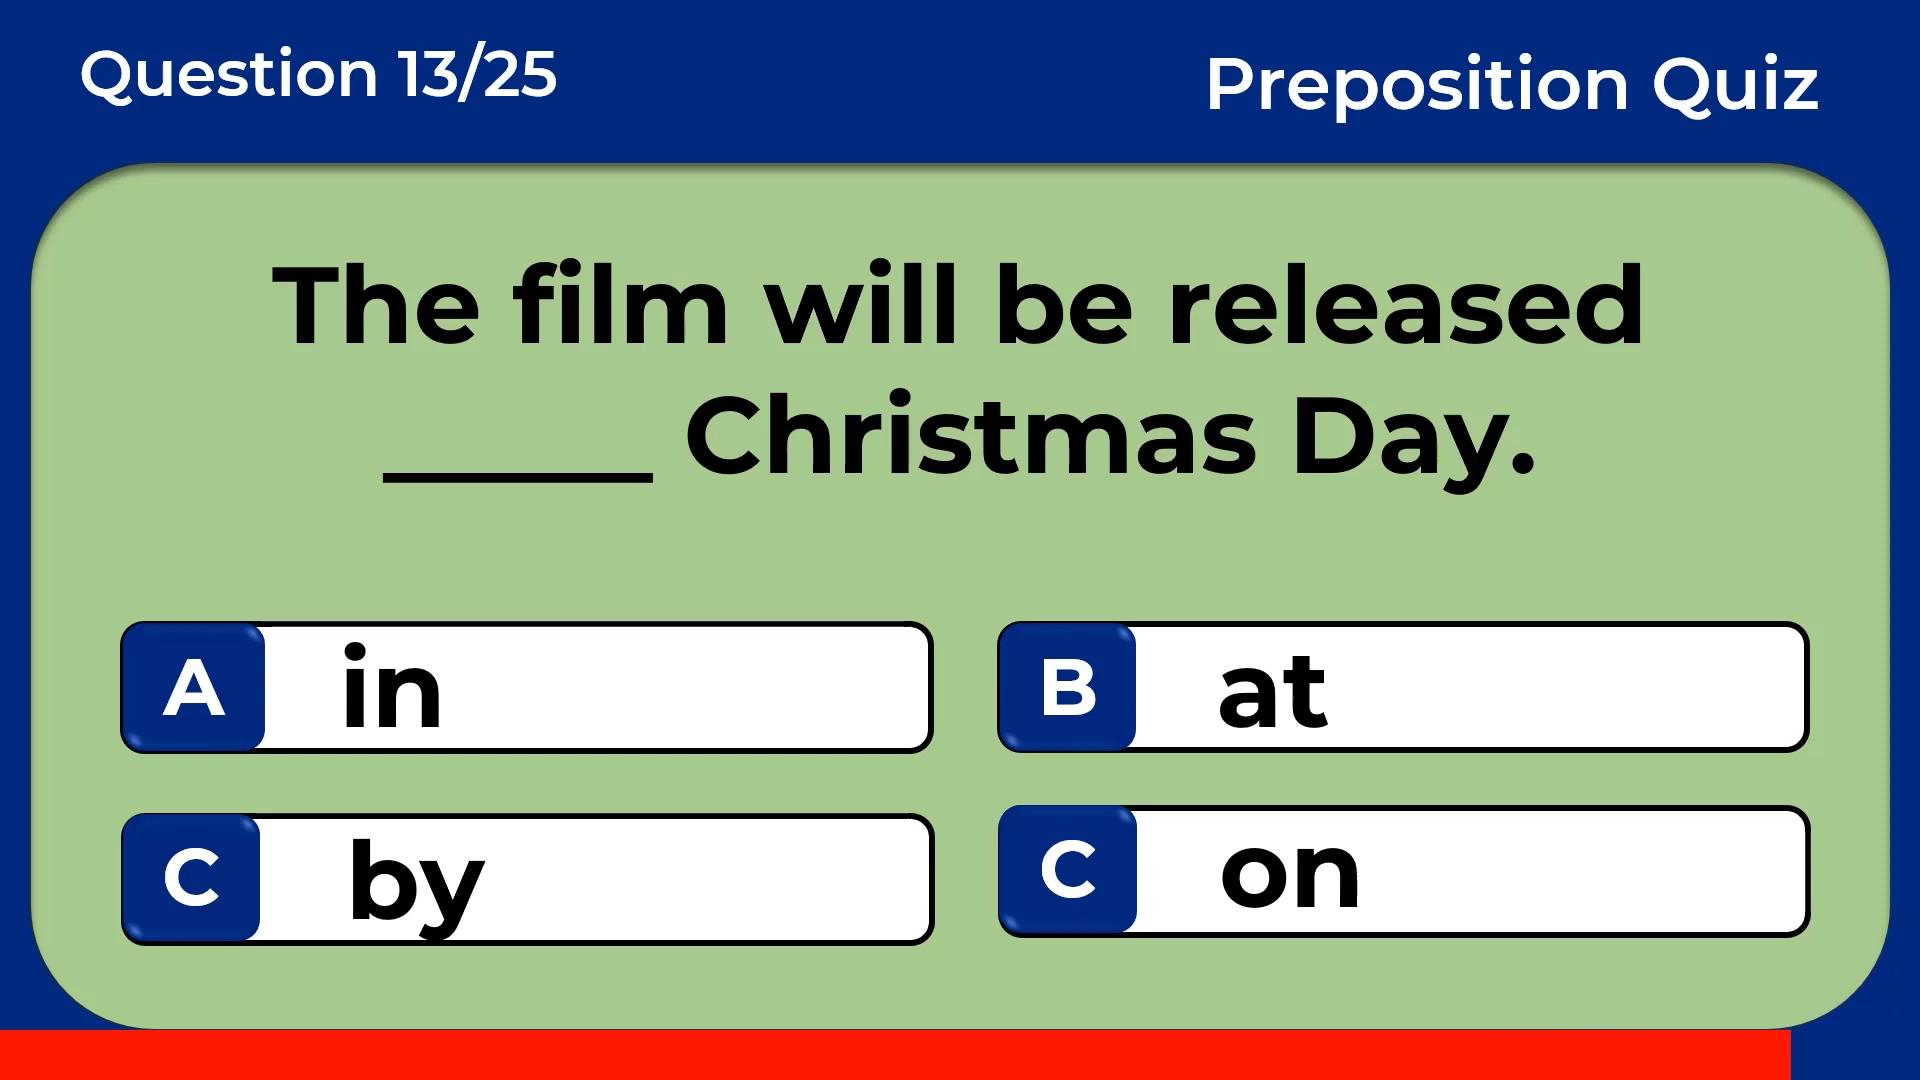 Question 13/25
Preposition Quiz
The film will be released
_____ Christmas Day.
A in
B at
C by
C on